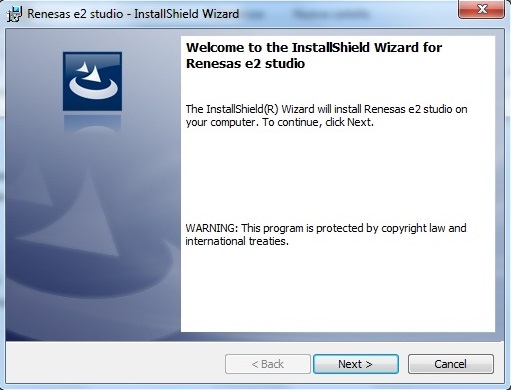 Renesas e2 studio - InstallShield Wizard
Welcome to the InstallShield Wizard for
Renesas e2 studio
The InstallShield(R) Wizard will install Renesas e2 studio on
your computer. To continue, click Next.
WARNING: This program is protected by copyright law and
international treaties.
< Back
Next >
Cancel